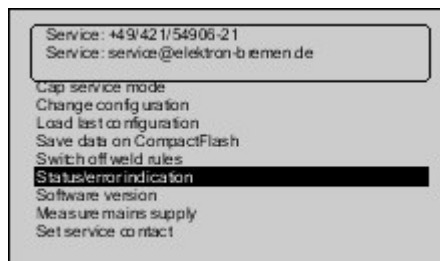 Service: +49/421/54906-21
Service: service@elektron-bremen.de
Cap service mode
Change configuration
Load last configuration
Save data on CompactFlash
Switch off weld rules
Status/error indication
Software version
Measure mains supply
Set service contact